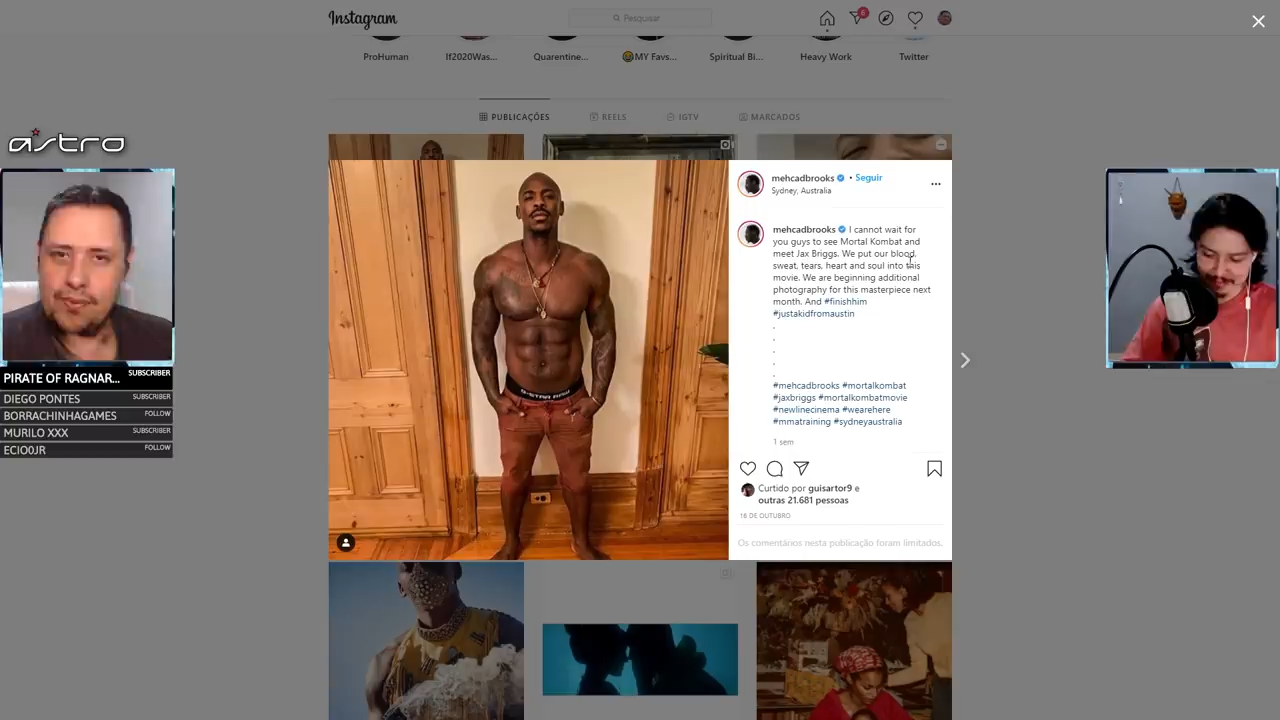 Instagram
Pesquisar
6
ProHuman
If2020Was...
Quarentine...
😂MY Favs...
Spiritual Bi...
Heavy Work
Twitter
PUBLICAÇÕES
REELS
IGTV
MARCADOS
astro
mehcadbrooks • Seguir
Sydney, Australia
mehcadbrooks I cannot wait for
you guys to see Mortal Kombat and
meet Jax Briggs. We put our blood,
sweat, tears, heart and soul into this
movie. We are beginning additional
photography for this masterpiece next
month. And #finishhim
#justakidfromaustin
.
.
.
.
.
#mehcadbrooks #mortalkombat
#jaxbriggs #mortalkombatmovie
#newlinecinema #wearehere
#mmatraining #sydneyaustralia
1 sem
Curtido por guisartor9 e
outras 21.681 pessoas
16 DE OUTUBRO
Os comentários nesta publicação foram limitados.
G-STAR RAW
PIRATE OF RAGNAR... SUBSCRIBER
DIEGO PONTES SUBSCRIBER
BORRACHINHAGAMES FOLLOW
MURILO XXX SUBSCRIBER
ECIO0JR FOLLOW